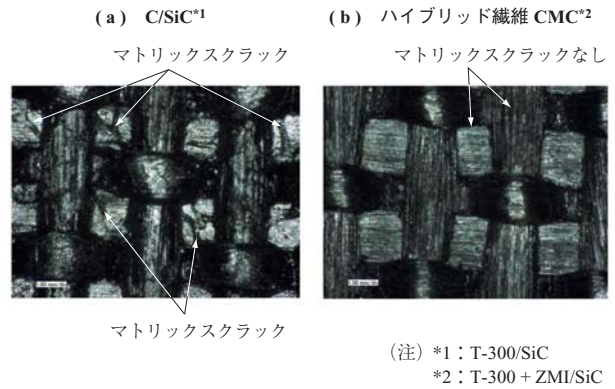 ( a ) C/SiC*1
マトリックスクラック
マトリックスクラック
( b ) ハイブリッド繊維 CMC*2
マトリックスクラックなし
（注）*1：T-300/SiC
*2：T-300 + ZMI/SiC